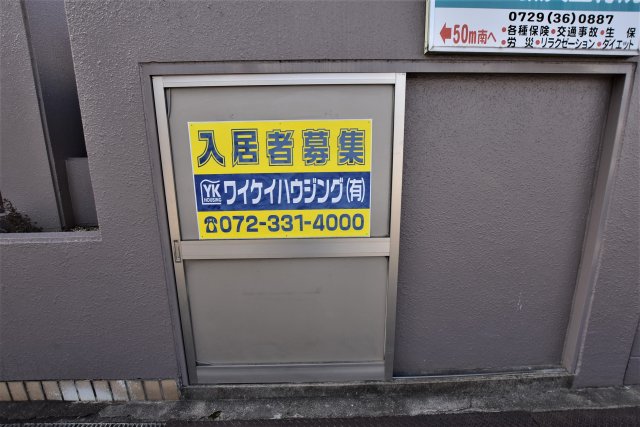 0729(36)0887
←50m南へ
●各種保険●交通事故●生保
●労災●リラクゼーション●ダイエット
入居者募集
YK HOUSING ワイケイハウジング(有)
☎072-331-4000